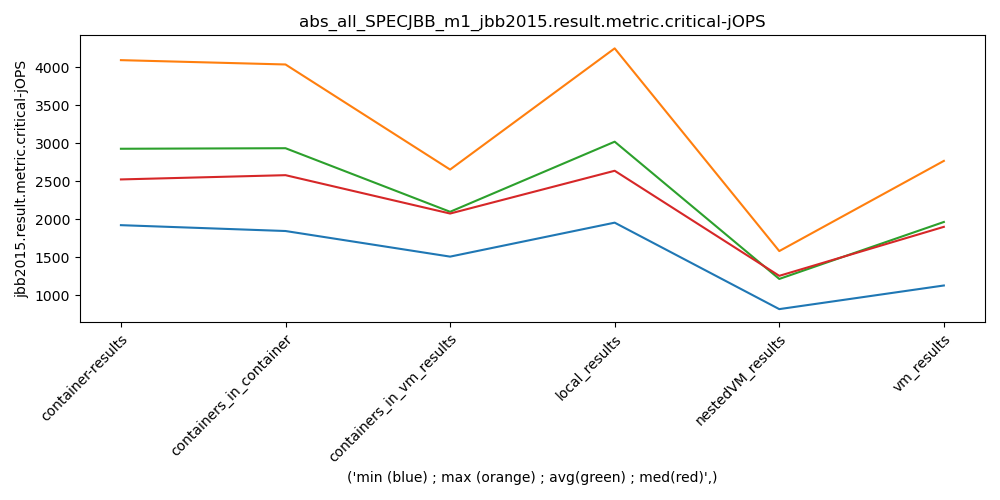 abs_all_SPECJBB_m1_jbb2015.result.metric.critical-jOPS
jbb2015.result.metric.critical-jOPS
4000
3500
3000
2500
2000
1500
1000
container-results
containers_in_container
containers_in_vm_results
local_results
nestedVM_results
vm_results
('min (blue) ; max (orange) ; avg(green) ; med(red)',)